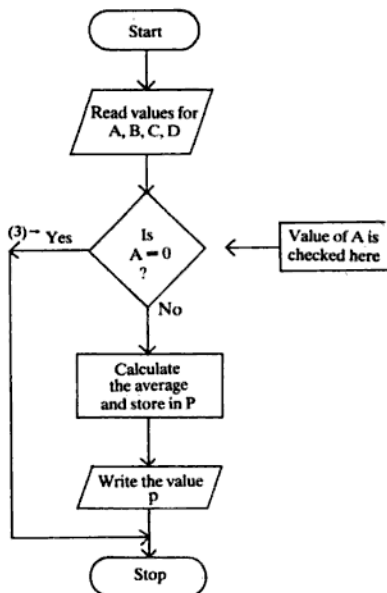 Start
Read values for
A, B, C, D
(3)→ Yes
Is
A = 0
?
Value of A is
checked here
No
Calculate
the average
and store in P
Write the value
p
Stop